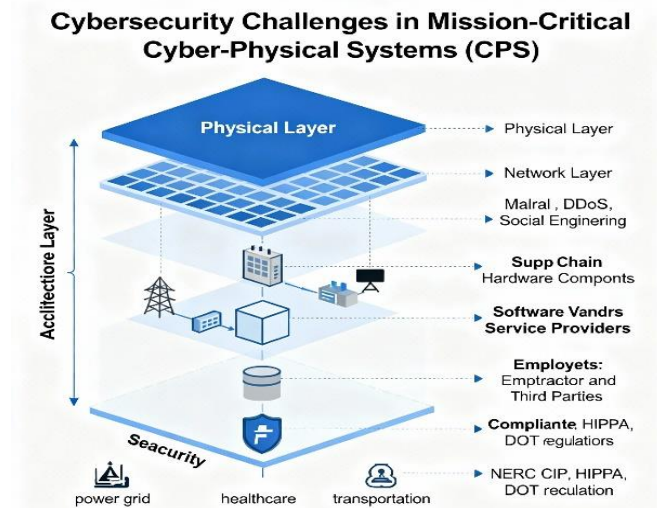 Cybersecurity Challenges in Mission-Critical
Cyber-Physical Systems (CPS)
Physical Layer
Physical Layer
Network Layer
Malral , DDoS,
Social Enginering
Supp Chain
Hardware Componts
Software Vandrs
Service Providers
Employets:
Emptractor and
Third Parties
Compliante, HIPPA,
DOT regulatiors
NERC CIP, HIPPA,
DOT reculation
Acclitectiore Layer
Seacurity
power grid
healthcare
transportation